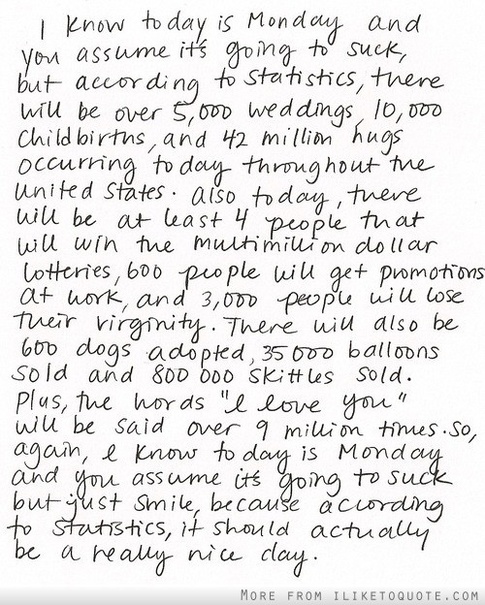 I know today is Monday and
you assume it's going to suck,
but according to statistics, there
will be over 5,000 weddings, 10,000
childbirths, and 42 million hugs
occurring today throughout the
United States. Also today, there
will be at least 4 people that
will win the multimillion dollar
lotteries, 600 people will get promotions
at work, and 3,000 people will lose
their virginity. There will also be
600 dogs adopted, 35 000 balloons
sold and 800 000 skittles sold.
Plus, the words "I love you"
will be said over 9 million times. So,
again, I know today is Monday
and you assume it's going to suck
but just smile, because according
to statistics, it should actually
be a really nice day.
MORE FROM ILIKETOQUOTE.COM